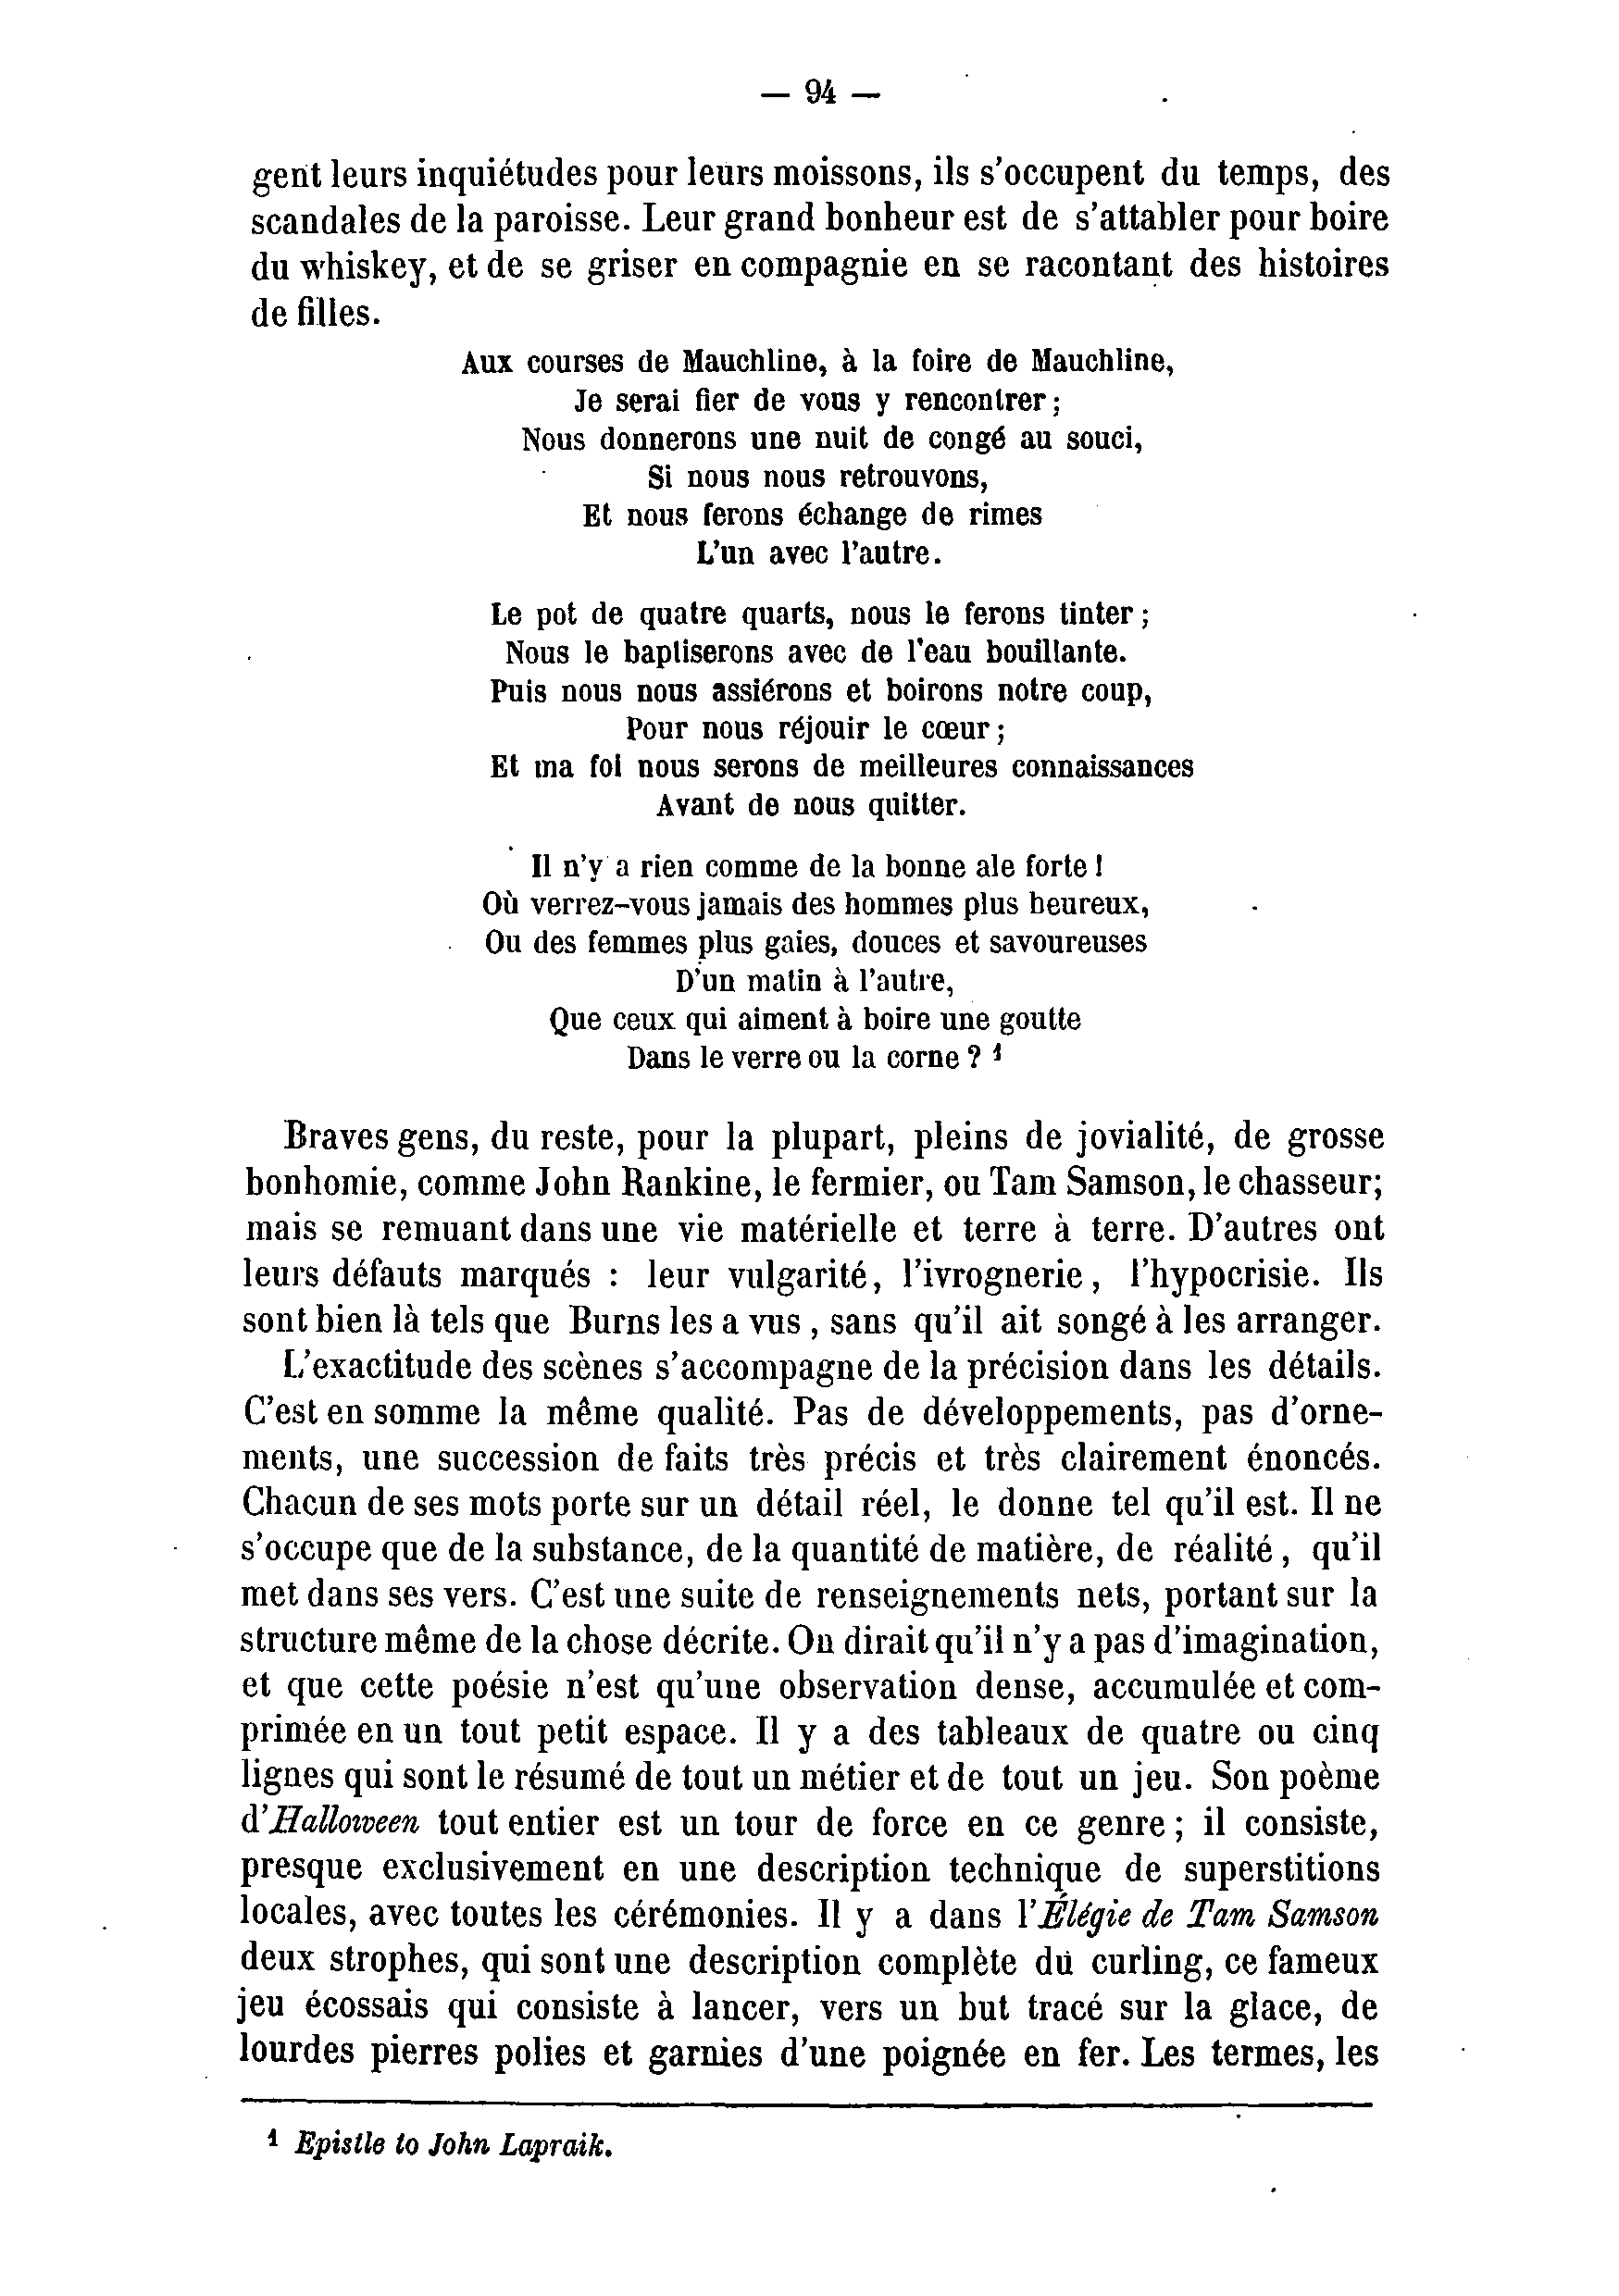 — 94 —
gent leurs inquiétudes pour leurs moissons, ils s'occupent du temps, des
scandales de la paroisse. Leur grand bonheur est de s'attabler pour boire
du whiskey, et de se griser en compagnie en se racontant des histoires
de filles.
Aux courses de Mauchline, à la foire de Mauchline,
Je serai fier de vous y rencontrer ;
Nous donnerons une nuit de congé au souci,
Si nous nous retrouvons,
Et nous ferons échange de rimes
L'un avec l'autre.
Le pot de quatre quarts, nous le ferons tinter ;
Nous le baptiserons avec de l'eau bouillante.
Puis nous nous assiérons et boirons notre coup,
Pour nous réjouir le cœur ;
Et ma foi nous serons de meilleures connaissances
Avant de nous quitter.
Il n'y a rien comme de la bonne ale forte !
Où verrez-vous jamais des hommes plus heureux,
Ou des femmes plus gaies, douces et savoureuses
D'un matin à l'autre,
Que ceux qui aiment à boire une goutte
Dans le verre ou la corne ? 1
Braves gens, du reste, pour la plupart, pleins de jovialité, de grosse
bonhomie, comme John Rankine, le fermier, ou Tam Samson, le chasseur;
mais se remuant dans une vie matérielle et terre à terre. D'autres ont
leurs défauts marqués : leur vulgarité, l'ivrognerie, l'hypocrisie. Ils
sont bien là tels que Burns les a vus , sans qu'il ait songé à les arranger.
L'exactitude des scènes s'accompagne de la précision dans les détails.
C'est en somme la même qualité. Pas de développements, pas d'orne-
ments, une succession de faits très précis et très clairement énoncés.
Chacun de ses mots porte sur un détail réel, le donne tel qu'il est. Il ne
s'occupe que de la substance, de la quantité de matière, de réalité , qu'il
met dans ses vers. C'est une suite de renseignements nets, portant sur la
structure même de la chose décrite. On dirait qu'il n'y a pas d'imagination,
et que cette poésie n'est qu'une observation dense, accumulée et com-
primée en un tout petit espace. Il y a des tableaux de quatre ou cinq
lignes qui sont le résumé de tout un métier et de tout un jeu. Son poème
d'Halloween tout entier est un tour de force en ce genre ; il consiste,
presque exclusivement en une description technique de superstitions
locales, avec toutes les cérémonies. Il y a dans l'Élégie de Tam Samson
deux strophes, qui sont une description complète du curling, ce fameux
jeu écossais qui consiste à lancer, vers un but tracé sur la glace, de
lourdes pierres polies et garnies d'une poignée en fer. Les termes, les
1 Epistle to John Lapraik.